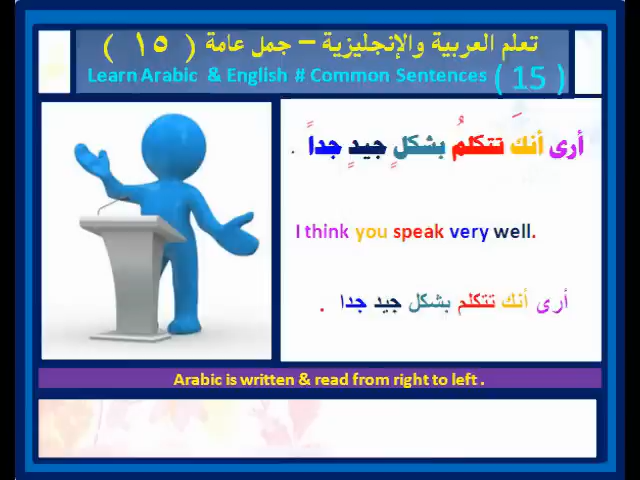 تعلم العربية والإنجليزية – جمل عامة ( ١٥ )
Learn Arabic & English # Common Sentences ( 15 )
أرى أنكَ تتكلمُ بشكلٍ جيدٍ جداً .
I think you speak very well.
أرى أنك تتكلم بشكل جيد جدا .
Arabic is written & read from right to left .